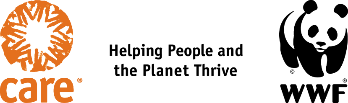 care®
Helping People and
the Planet Thrive
WWF®